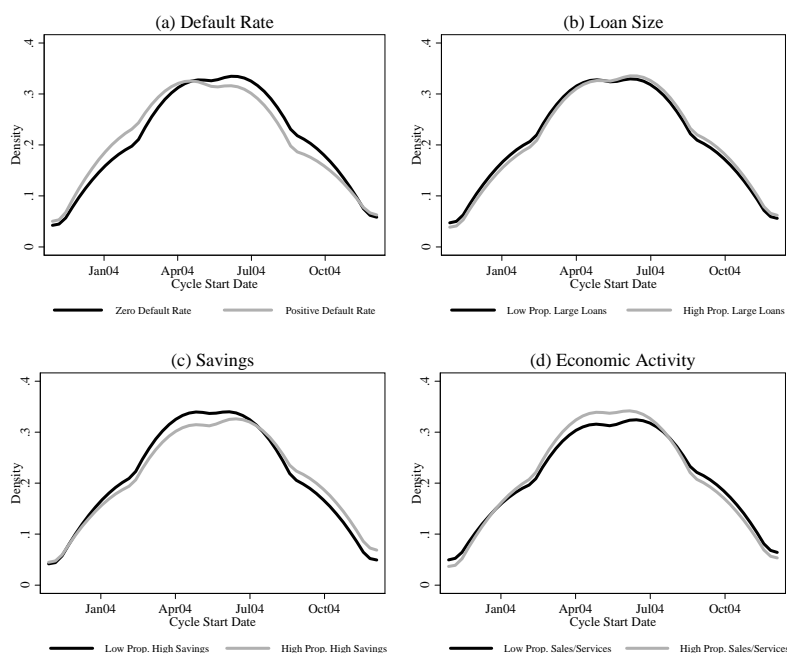 (a) Default Rate
.4
.3
.2
.1
0
Density
Jan04 Apr04 Jul04 Oct04
Cycle Start Date
Zero Default Rate Positive Default Rate
(b) Loan Size
.4
.3
.2
.1
0
Density
Jan04 Apr04 Jul04 Oct04
Cycle Start Date
Low Prop. Large Loans High Prop. Large Loans
(c) Savings
.4
.3
.2
.1
0
Density
Jan04 Apr04 Jul04 Oct04
Cycle Start Date
Low Prop. High Savings High Prop. High Savings
(d) Economic Activity
.4
.3
.2
.1
0
Density
Jan04 Apr04 Jul04 Oct04
Cycle Start Date
Low Prop. Sales/Services High Prop. Sales/Services